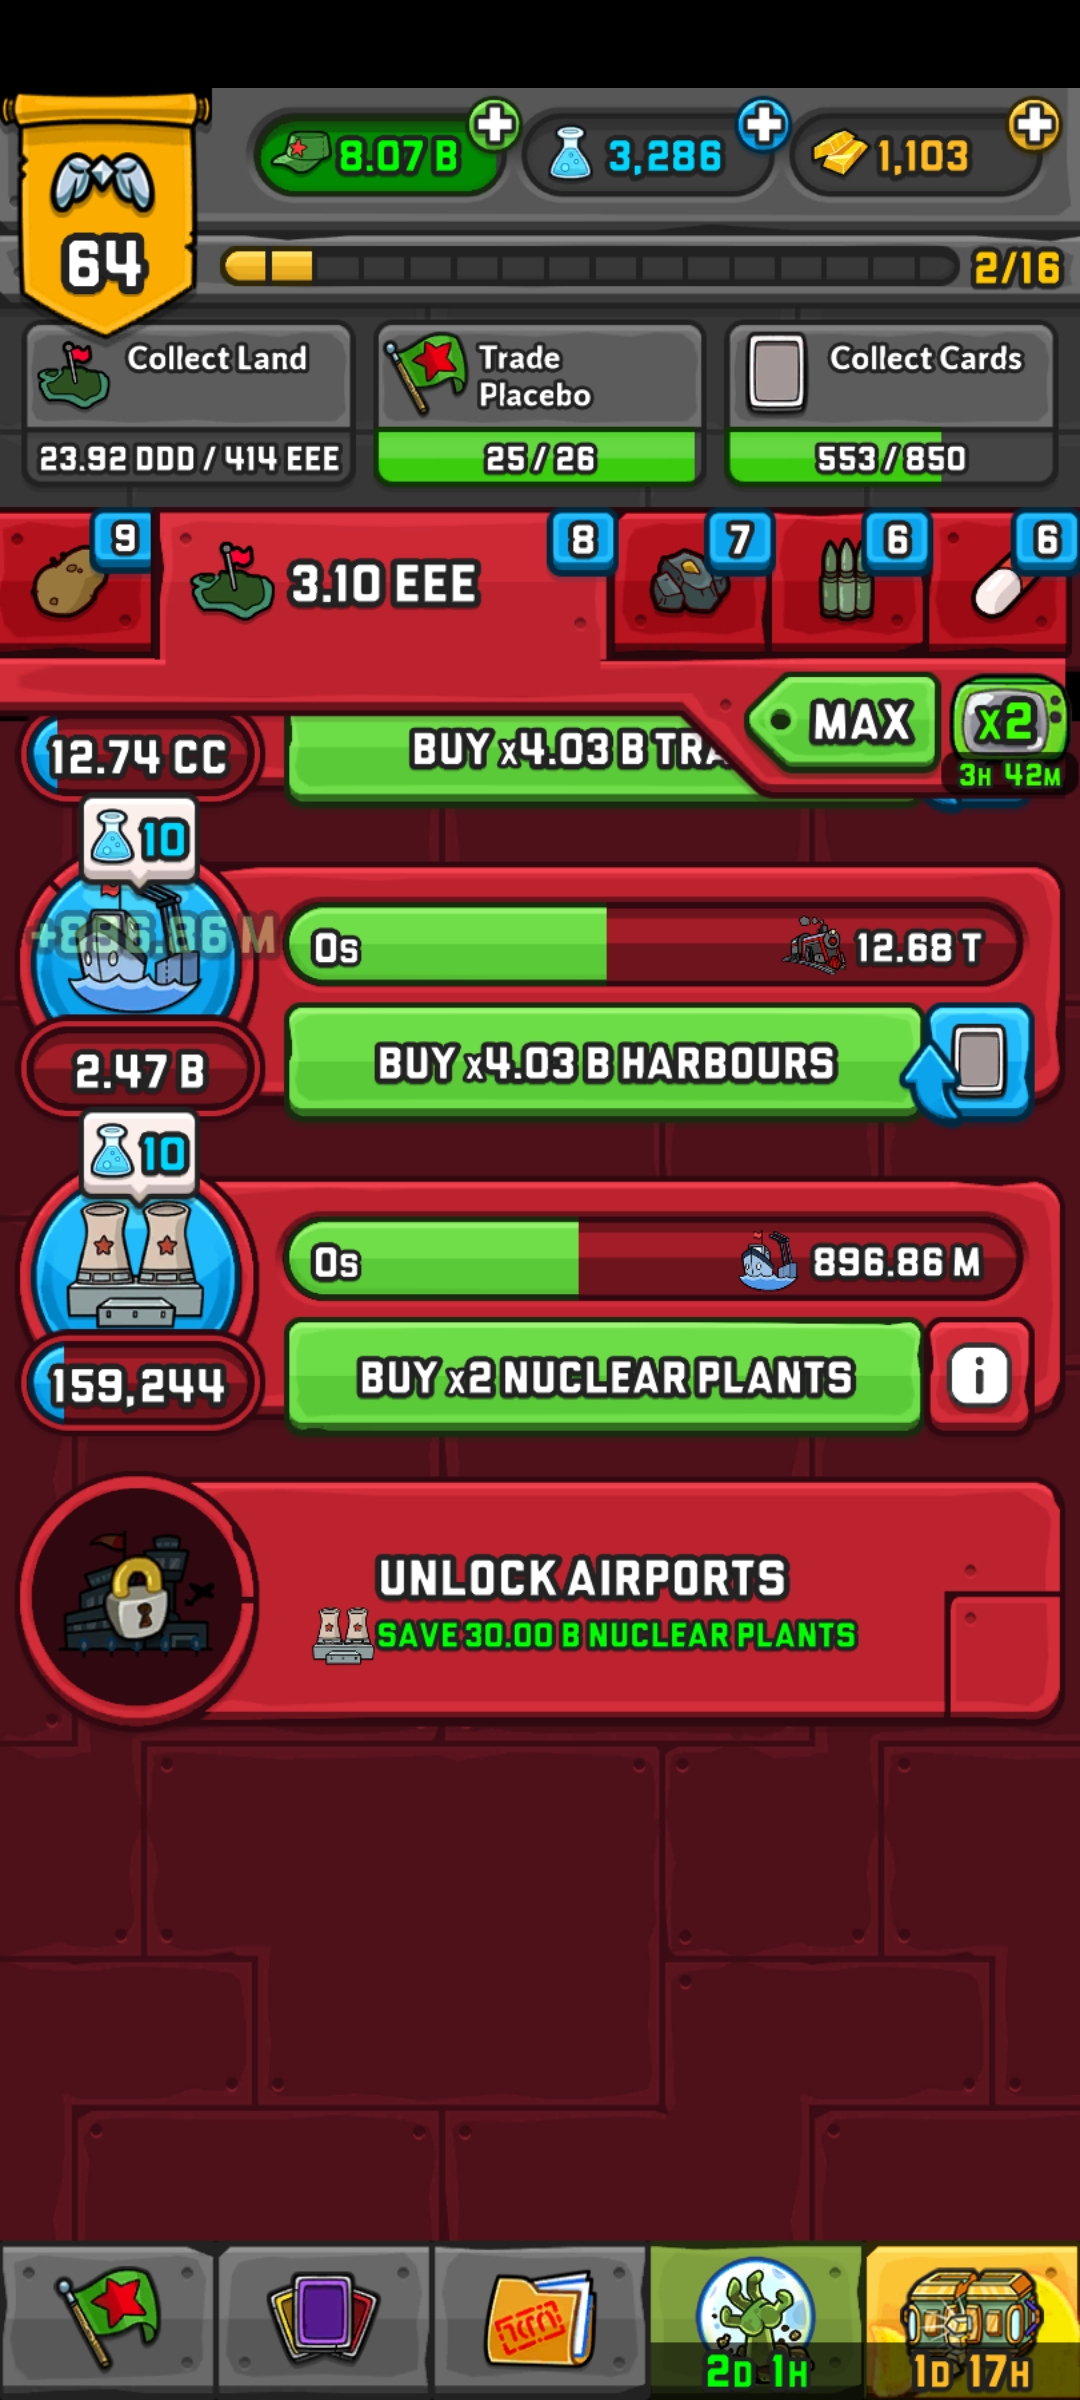 8.07 B
3,286
1,103
64
2/16
Collect Land
23.92 DDD / 414 EEE
Trade
Placebo
25 / 26
Collect Cards
553 / 850
9
3.10 EEE
8
7
6
6
MAX
x2
3H 42M
12.74 CC
BUY x4.03 B
10
+896.86 M
0s
12.68 T
2.47 B
BUY x4.03 B HARBOURS
10
0s
896.86 M
159,244
BUY x2 NUCLEAR PLANTS
i
UNLOCK AIRPORTS
SAVE 30.00 B NUCLEAR PLANTS
2D 1H
1D 17H